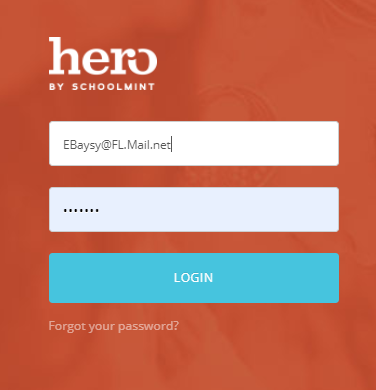 hero
BY SCHOOLMINT
EBaysy@FL.Mail.net
•••••••
LOGIN
Forgot your password?